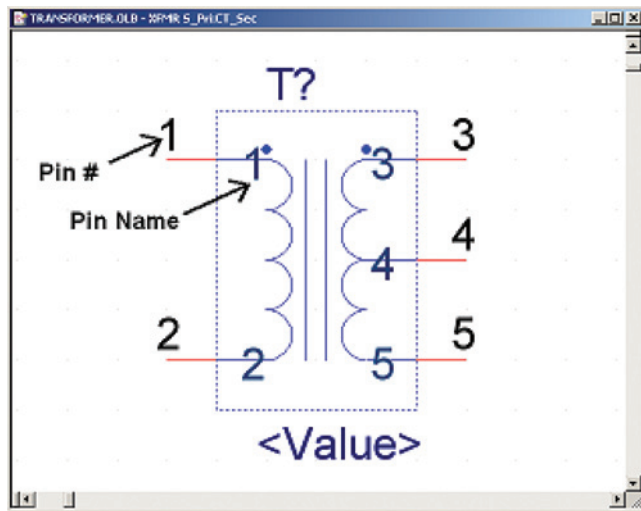 TRANSFORMER.OLB - XFMR S_Pri.CT_Sec
T?
1
3
Pin #
1
3
Pin Name
4
4
2
5
2
5
<Value>